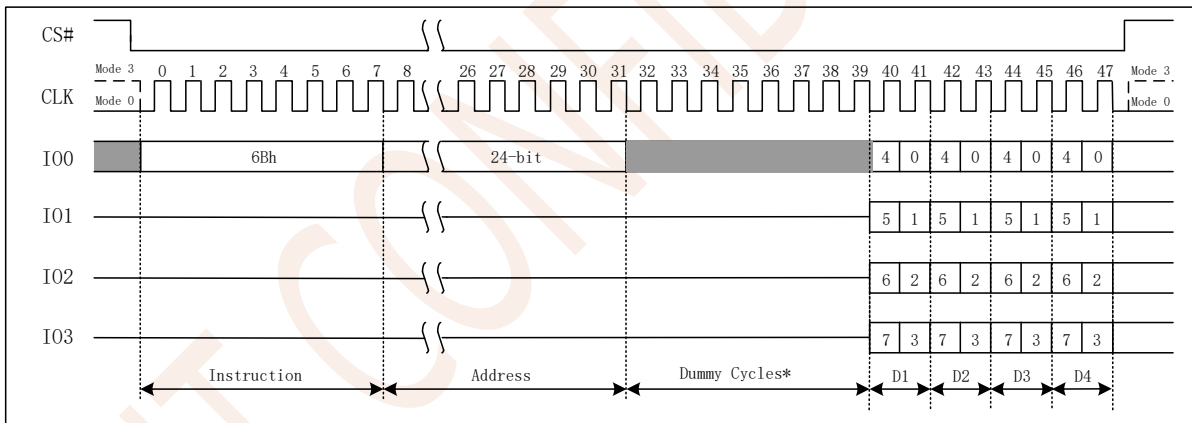 CS#
Mode 3 0 1 2 3 4 5 6 7 8 26 27 28 29 30 31 32 33 34 35 36 37 38 39 40 41 42 43 44 45 46 47 Mode 3
CLK
Mode 0 Mode 0
IO0 6Bh 24-bit 4 0 4 0 4 0 4 0
IO1 5 1 5 1 5 1 5 1
IO2 6 2 6 2 6 2 6 2
IO3 7 3 7 3 7 3 7 3
Instruction Address Dummy Cycles* D1 D2 D3 D4